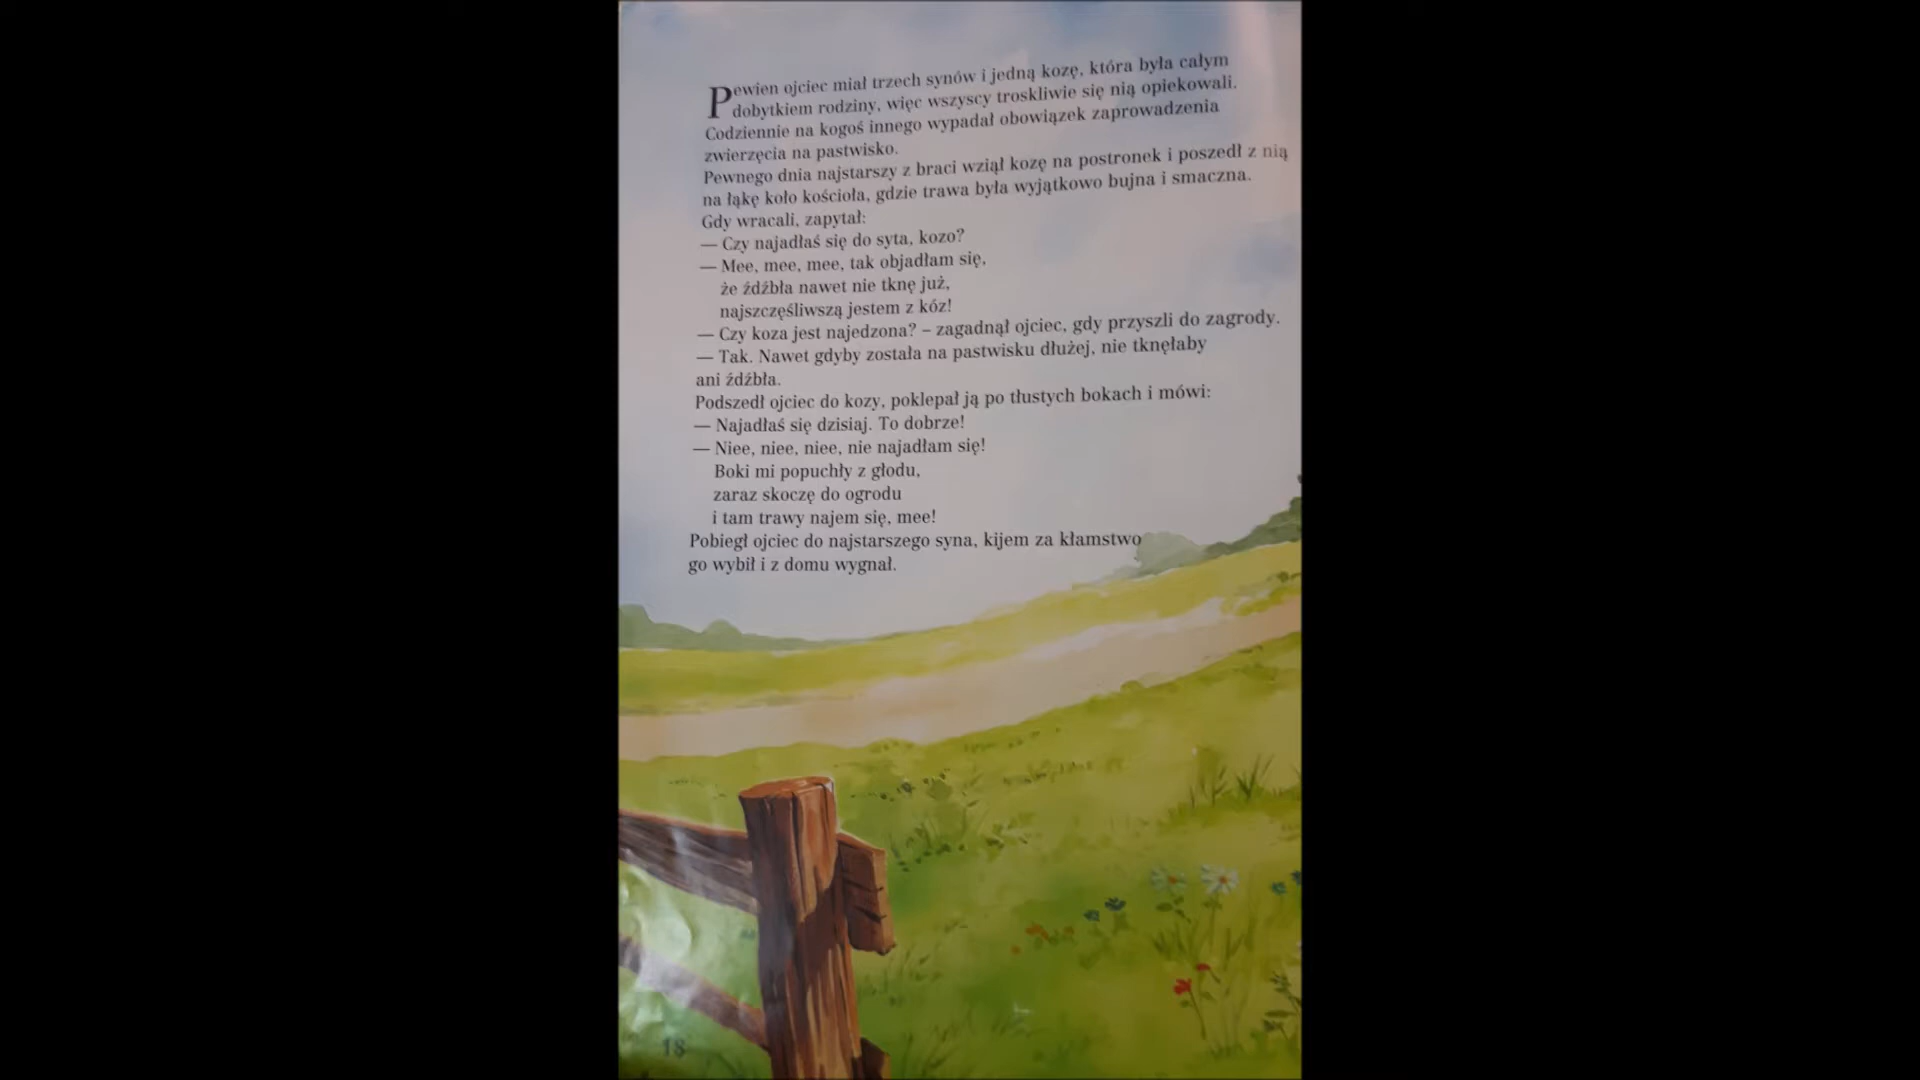 Pewien ojciec miał trzech synów i jedną kozę, która była całym
dobytkiem rodziny, więc wszyscy troskliwie się nią opiekowali.
Codziennie na kogoś innego wypadał obowiązek zaprowadzenia
zwierzęcia na pastwisko.
Pewnego dnia najstarszy z braci wziął kozę na postronek i poszedł z nią
na łąkę koło kościoła, gdzie trawa była wyjątkowo bujna i smaczna.
Gdy wracali, zapytał:
— Czy najadłaś się do syta, kozo?
— Mee, mee, mee, tak objadłam się,
że źdźbła nawet nie tknę już,
najszczęśliwszą jestem z kóz!
— Czy koza jest najedzona? – zagadnął ojciec, gdy przyszli do zagrody.
— Tak. Nawet gdyby została na pastwisku dłużej, nie tknęłaby
ani źdźbła.
Podszedł ojciec do kozy, poklepał ją po tłustych bokach i mówi:
— Najadłaś się dzisiaj. To dobrze!
— Niee, niee, niee, nie najadłam się!
Boki mi popuchły z głodu,
zaraz skoczę do ogrodu
i tam trawy najem się, mee!
Pobiegł ojciec do najstarszego syna, kijem za kłamstwo
go wybił i z domu wygnał.
18